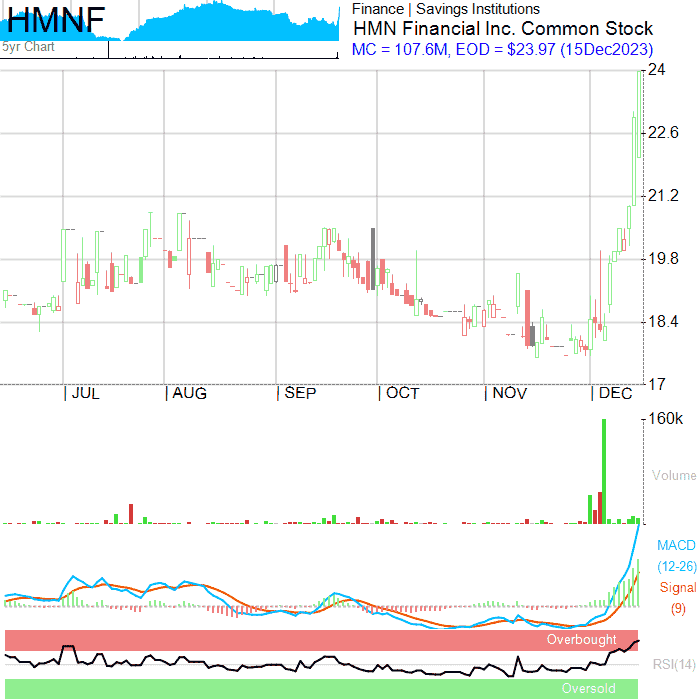 HMNF
5yr Chart
Finance | Savings Institutions
HMN Financial Inc. Common Stock
MC = 107.6M, EOD = $23.97 (15Dec2023)
24
22.6
21.2
19.8
18.4
17
| JUL | AUG | SEP | OCT | NOV | DEC
160k
Volume
MACD
(12-26)
Signal
(9)
Overbought
RSI(14)
Oversold